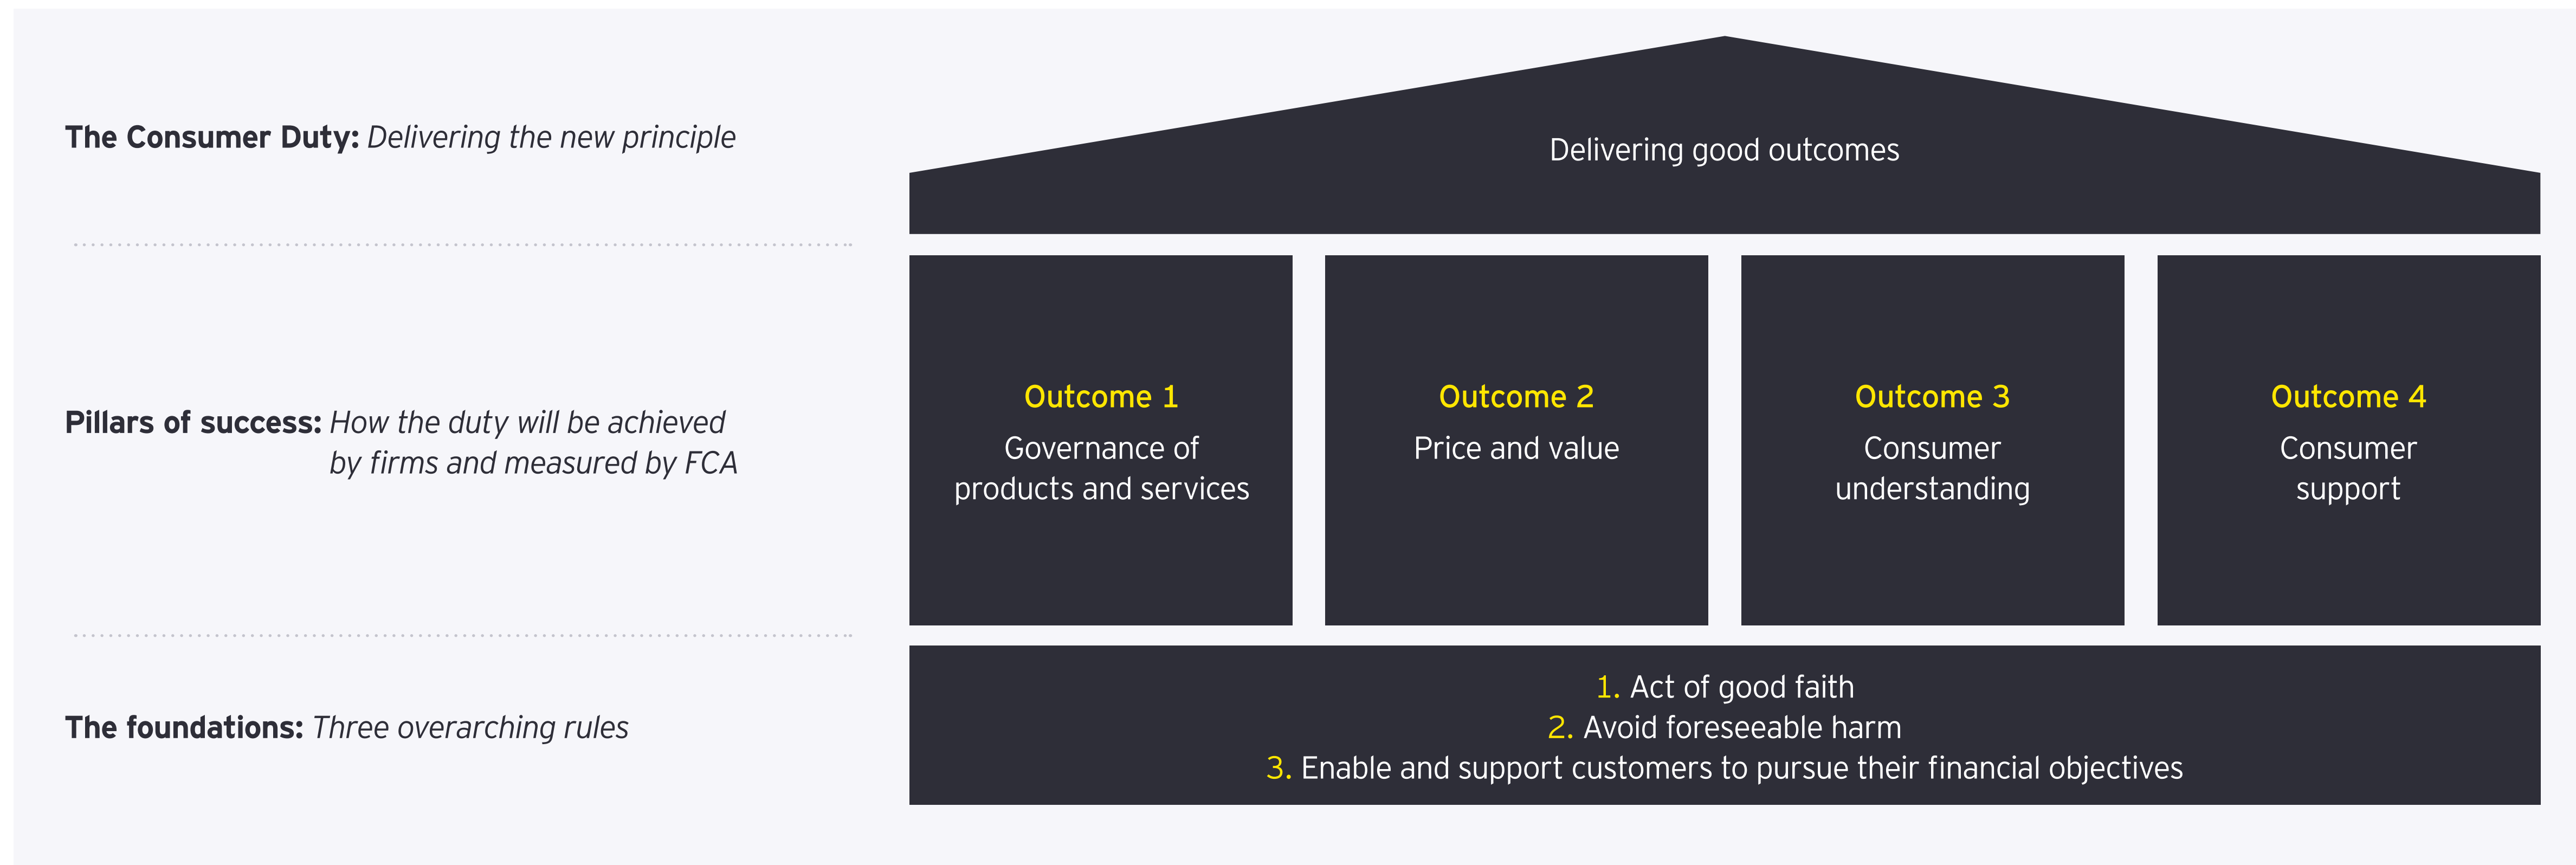 The Consumer Duty: Delivering the new principle
Delivering good outcomes
Pillars of success: How the duty will be achieved
by firms and measured by FCA
Outcome 1
Governance of
products and services
Outcome 2
Price and value
Outcome 3
Consumer
understanding
Outcome 4
Consumer
support
The foundations: Three overarching rules
1. Act of good faith
2. Avoid foreseeable harm
3. Enable and support customers to pursue their financial objectives